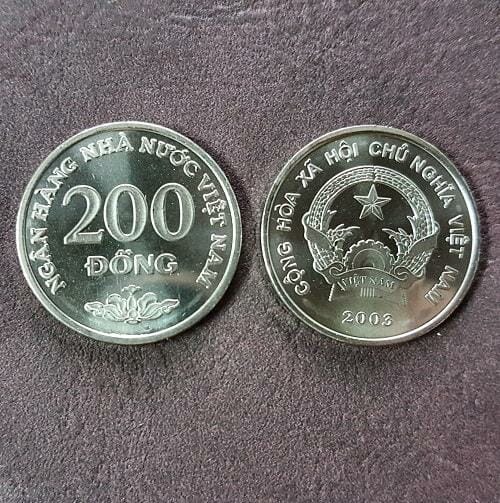 NGÂN HÀNG NHÀ NƯỚC VIỆT NAM
200
ĐỒNG
CỘNG HÒA XÃ HỘI CHỦ NGHĨA VIỆT NAM
VIỆT NAM
2003